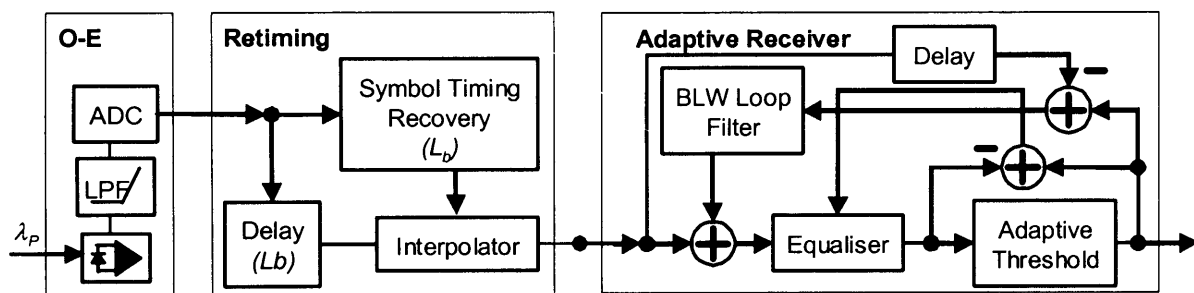 O-E
ADC
LPF
λP
Retiming
Symbol Timing
Recovery
(Lb)
Delay
(Lb)
Interpolator
Adaptive Receiver
Delay
BLW Loop
Filter
Equaliser
Adaptive
Threshold